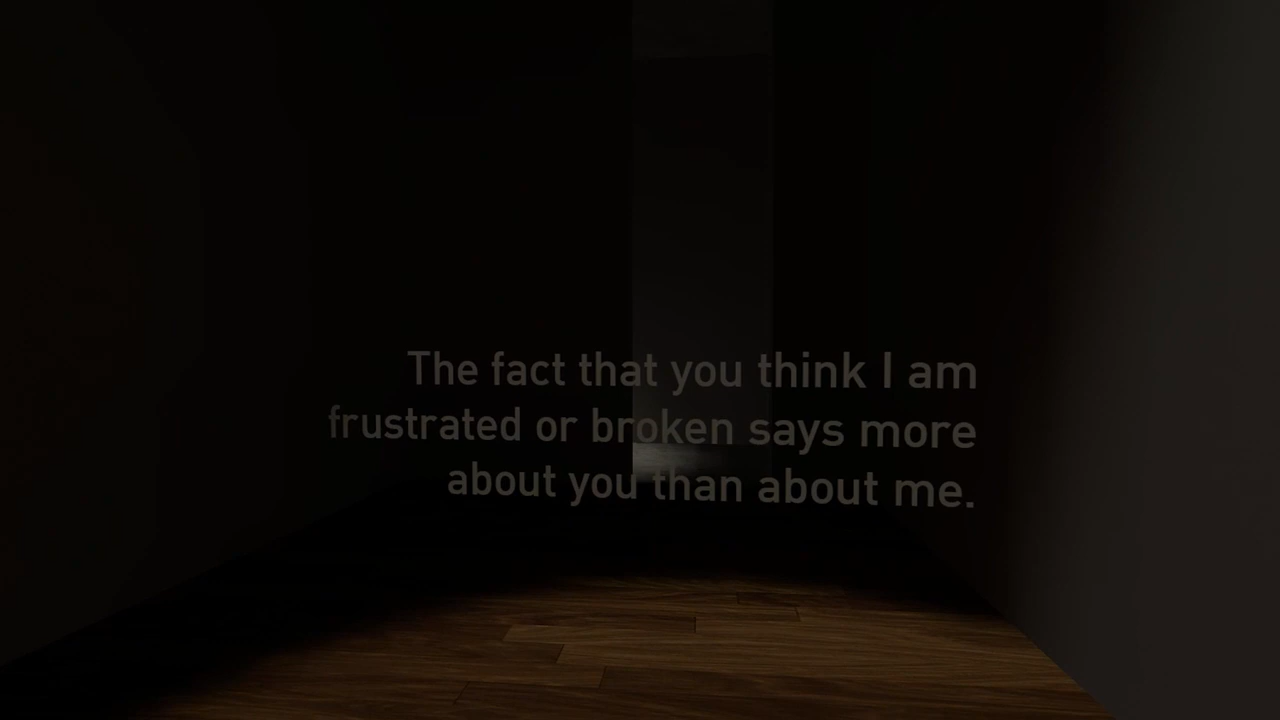 The fact that you think I am
frustrated or broken says more
about you than about me.